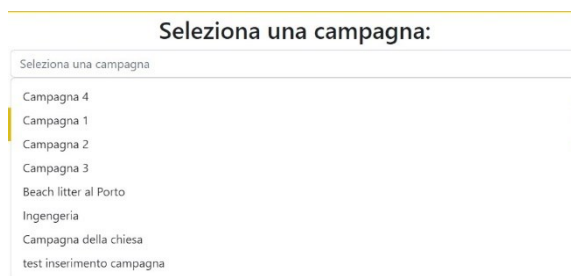 Seleziona una campagna:
Seleziona una campagna
Campagna 4
Campagna 1
Campagna 2
Campagna 3
Beach litter al Porto
Ingengeria
Campagna della chiesa
test inserimento campagna